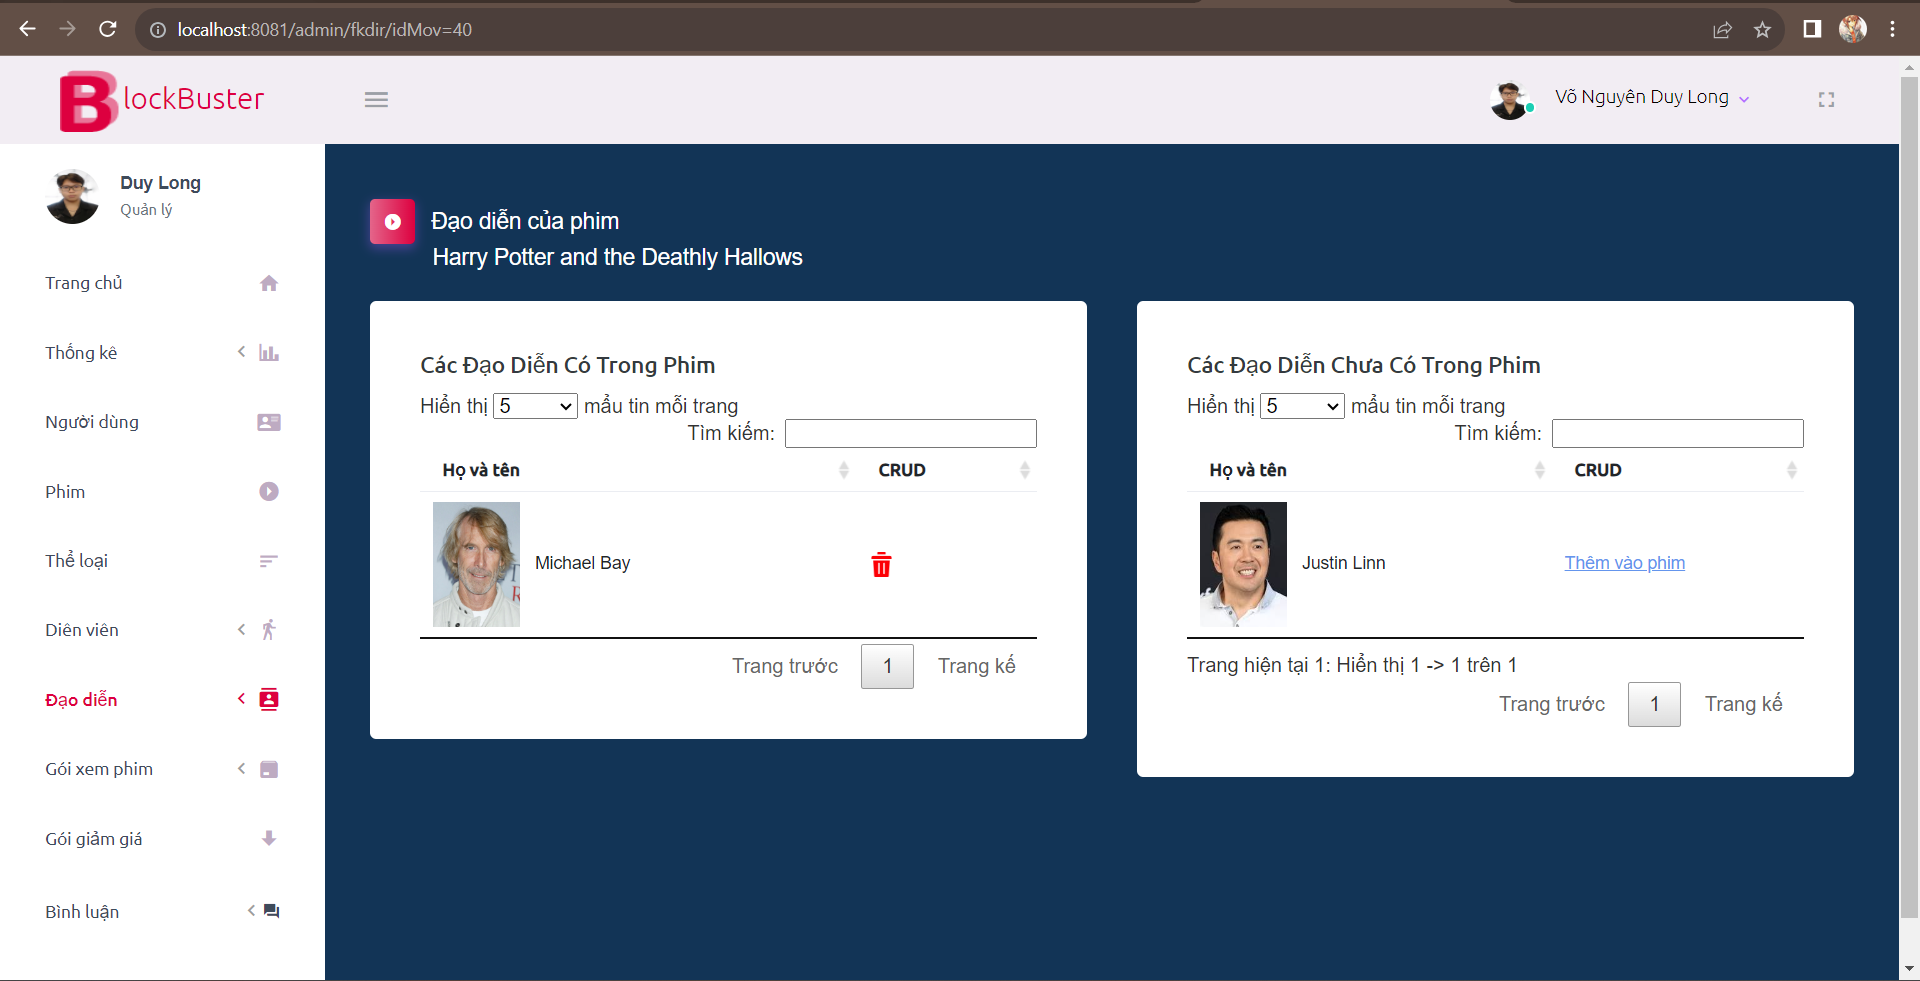 localhost:8081/admin/fkdir/idMov=40
BlockBuster
Võ Nguyên Duy Long
Duy Long
Quản lý
Trang chủ
Thống kê
Người dùng
Phim
Thể loại
Diên viên
Đạo diễn
Gói xem phim
Gói giảm giá
Bình luận
Đạo diễn của phim
Harry Potter and the Deathly Hallows
Các Đạo Diễn Có Trong Phim
Hiển thị 5 mẩu tin mỗi trang
Tìm kiếm:
Họ và tên CRUD
Michael Bay
Trang trước 1 Trang kế
Các Đạo Diễn Chưa Có Trong Phim
Hiển thị 5 mẩu tin mỗi trang
Tìm kiếm:
Họ và tên CRUD
Justin Linn Thêm vào phim
Trang hiện tại 1: Hiển thị 1 -> 1 trên 1
Trang trước 1 Trang kế